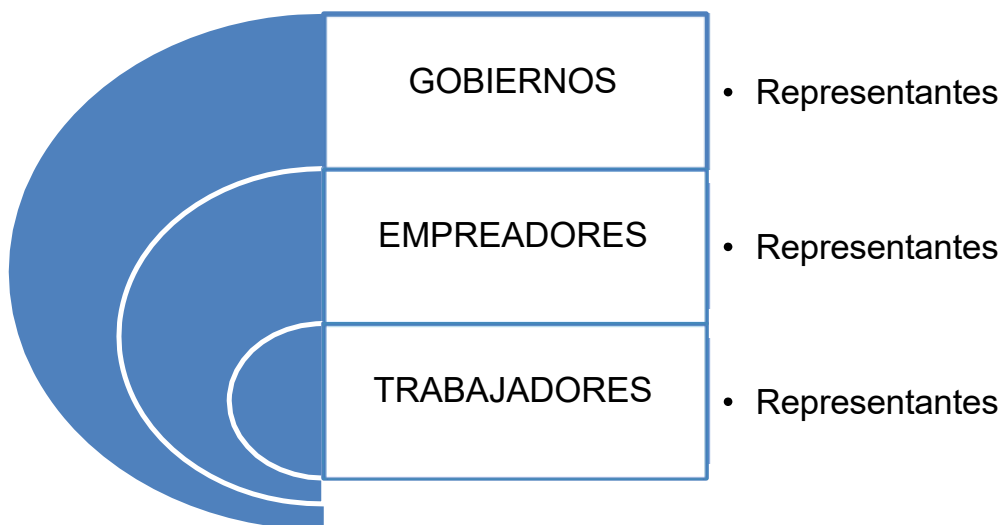 GOBIERNOS
• Representantes
EMPREADORES
• Representantes
TRABAJADORES
• Representantes